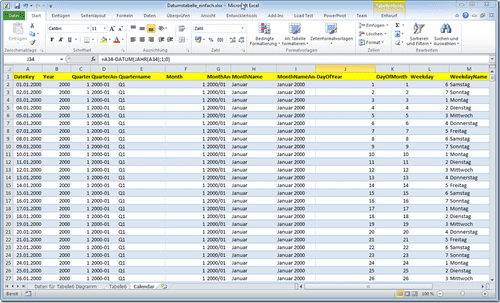 Datumstabelle_einfach.xlsx - Microsoft Excel
Datei Start Einfügen Seitenlayout Formeln Daten Überprüfen Ansicht Entwicklertools Add-Ins Load Test PowerPivot Team Entwurf
Einfügen Calibri 11 Standard Bedingte Formatierung Als Tabelle formatieren Zellenformatvorlagen Einfügen Löschen Format Sortieren und Filtern Suchen und Auswählen
Schriftart Ausrichtung Zahl Formatvorlagen Zellen Bearbeiten
J34 =A34-DATUM(JAHR(A34);1;0)
A B C D E F G H I J K L M
1 DateKey Year Quarter QuarterAn Quartername Month MonthAn MonthName MonthNameAn DayOfYear DayOfMonth Weekday WeekdayName
2 01.01.2000 2000 1 2000-01 Q1 1 2000/01 Januar Januar 2000 1 1 6 Samstag
3 02.01.2000 2000 1 2000-01 Q1 1 2000/01 Januar Januar 2000 2 2 7 Sonntag
4 03.01.2000 2000 1 2000-01 Q1 1 2000/01 Januar Januar 2000 3 3 1 Montag
5 04.01.2000 2000 1 2000-01 Q1 1 2000/01 Januar Januar 2000 4 4 2 Dienstag
6 05.01.2000 2000 1 2000-01 Q1 1 2000/01 Januar Januar 2000 5 5 3 Mittwoch
7 06.01.2000 2000 1 2000-01 Q1 1 2000/01 Januar Januar 2000 6 6 4 Donnerstag
8 07.01.2000 2000 1 2000-01 Q1 1 2000/01 Januar Januar 2000 7 7 5 Freitag
9 08.01.2000 2000 1 2000-01 Q1 1 2000/01 Januar Januar 2000 8 8 6 Samstag
10 09.01.2000 2000 1 2000-01 Q1 1 2000/01 Januar Januar 2000 9 9 7 Sonntag
11 10.01.2000 2000 1 2000-01 Q1 1 2000/01 Januar Januar 2000 10 10 1 Montag
12 11.01.2000 2000 1 2000-01 Q1 1 2000/01 Januar Januar 2000 11 11 2 Dienstag
13 12.01.2000 2000 1 2000-01 Q1 1 2000/01 Januar Januar 2000 12 12 3 Mittwoch
14 13.01.2000 2000 1 2000-01 Q1 1 2000/01 Januar Januar 2000 13 13 4 Donnerstag
15 14.01.2000 2000 1 2000-01 Q1 1 2000/01 Januar Januar 2000 14 14 5 Freitag
16 15.01.2000 2000 1 2000-01 Q1 1 2000/01 Januar Januar 2000 15 15 6 Samstag
17 16.01.2000 2000 1 2000-01 Q1 1 2000/01 Januar Januar 2000 16 16 7 Sonntag
18 17.01.2000 2000 1 2000-01 Q1 1 2000/01 Januar Januar 2000 17 17 1 Montag
19 18.01.2000 2000 1 2000-01 Q1 1 2000/01 Januar Januar 2000 18 18 2 Dienstag
20 19.01.2000 2000 1 2000-01 Q1 1 2000/01 Januar Januar 2000 19 19 3 Mittwoch
21 20.01.2000 2000 1 2000-01 Q1 1 2000/01 Januar Januar 2000 20 20 4 Donnerstag
22 21.01.2000 2000 1 2000-01 Q1 1 2000/01 Januar Januar 2000 21 21 5 Freitag
23 22.01.2000 2000 1 2000-01 Q1 1 2000/01 Januar Januar 2000 22 22 6 Samstag
24 23.01.2000 2000 1 2000-01 Q1 1 2000/01 Januar Januar 2000 23 23 7 Sonntag
25 24.01.2000 2000 1 2000-01 Q1 1 2000/01 Januar Januar 2000 24 24 1 Montag
26 25.01.2000 2000 1 2000-01 Q1 1 2000/01 Januar Januar 2000 25 25 2 Dienstag
27 26.01.2000 2000 1 2000-01 Q1 1 2000/01 Januar Januar 2000 26 26 3 Mittwoch
Daten für Tabelle6 Diagramm Tabelle6 Calendar
Bereit 100 %